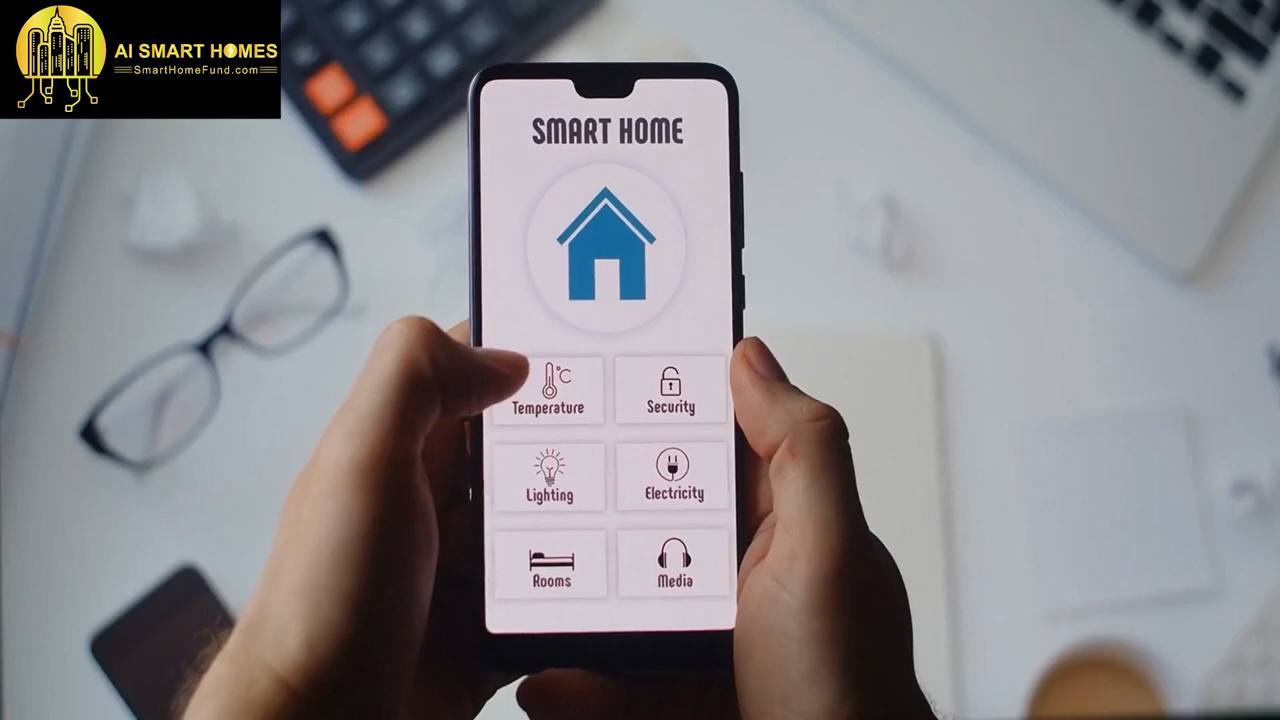 AI SMART HOMES
SmartHomeFund.com
SMART HOME
°C
Temperature
Security
Lighting
Electricity
Rooms
Media